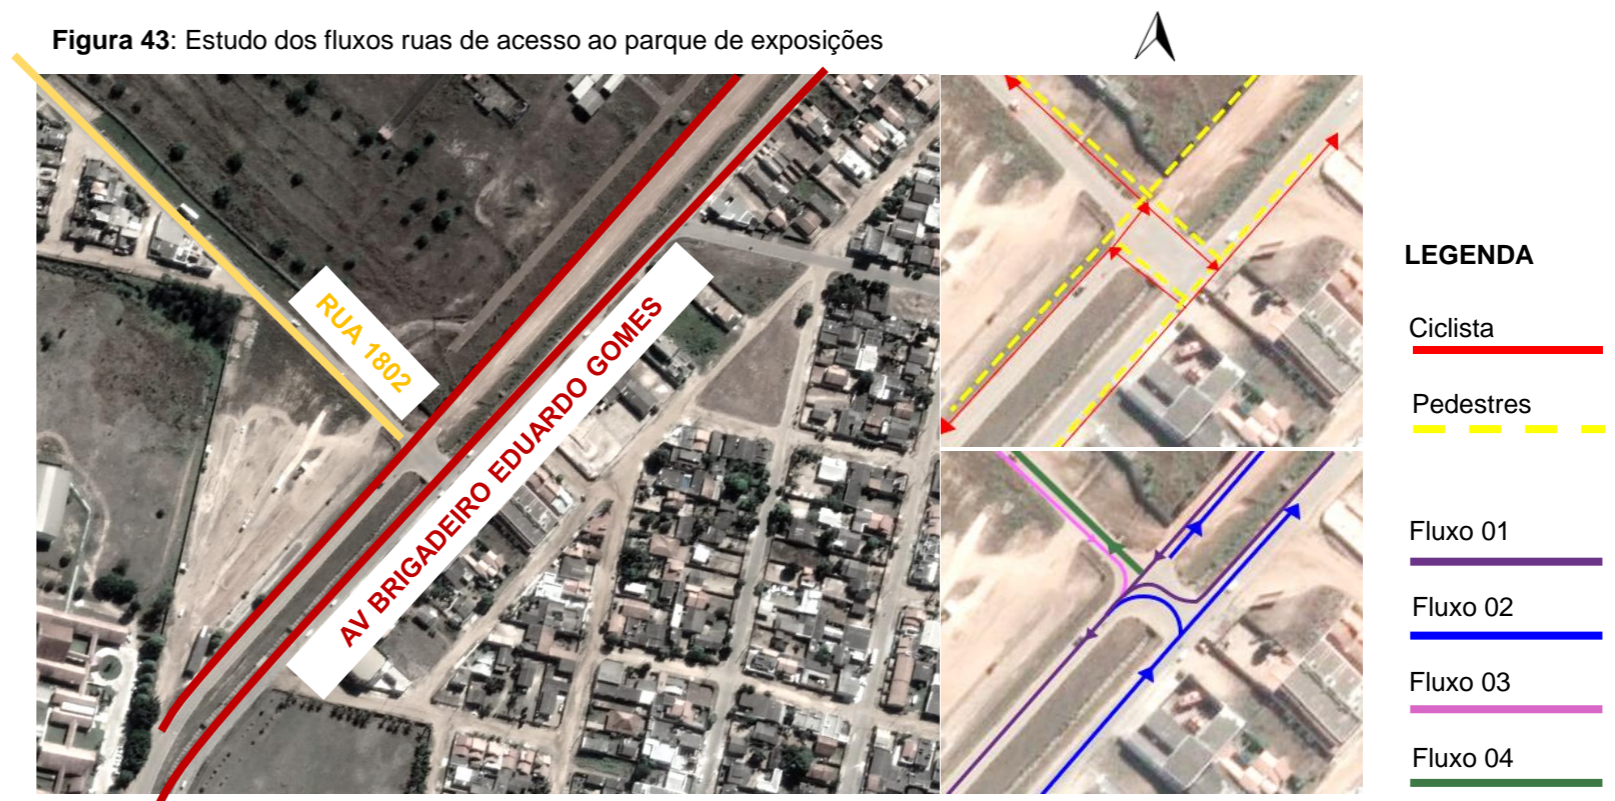 Figura 43: Estudo dos fluxos ruas de acesso ao parque de exposições
RUA 1802
AV BRIGADEIRO EDUARDO GOMES
LEGENDA
Ciclista
Pedestres
Fluxo 01
Fluxo 02
Fluxo 03
Fluxo 04